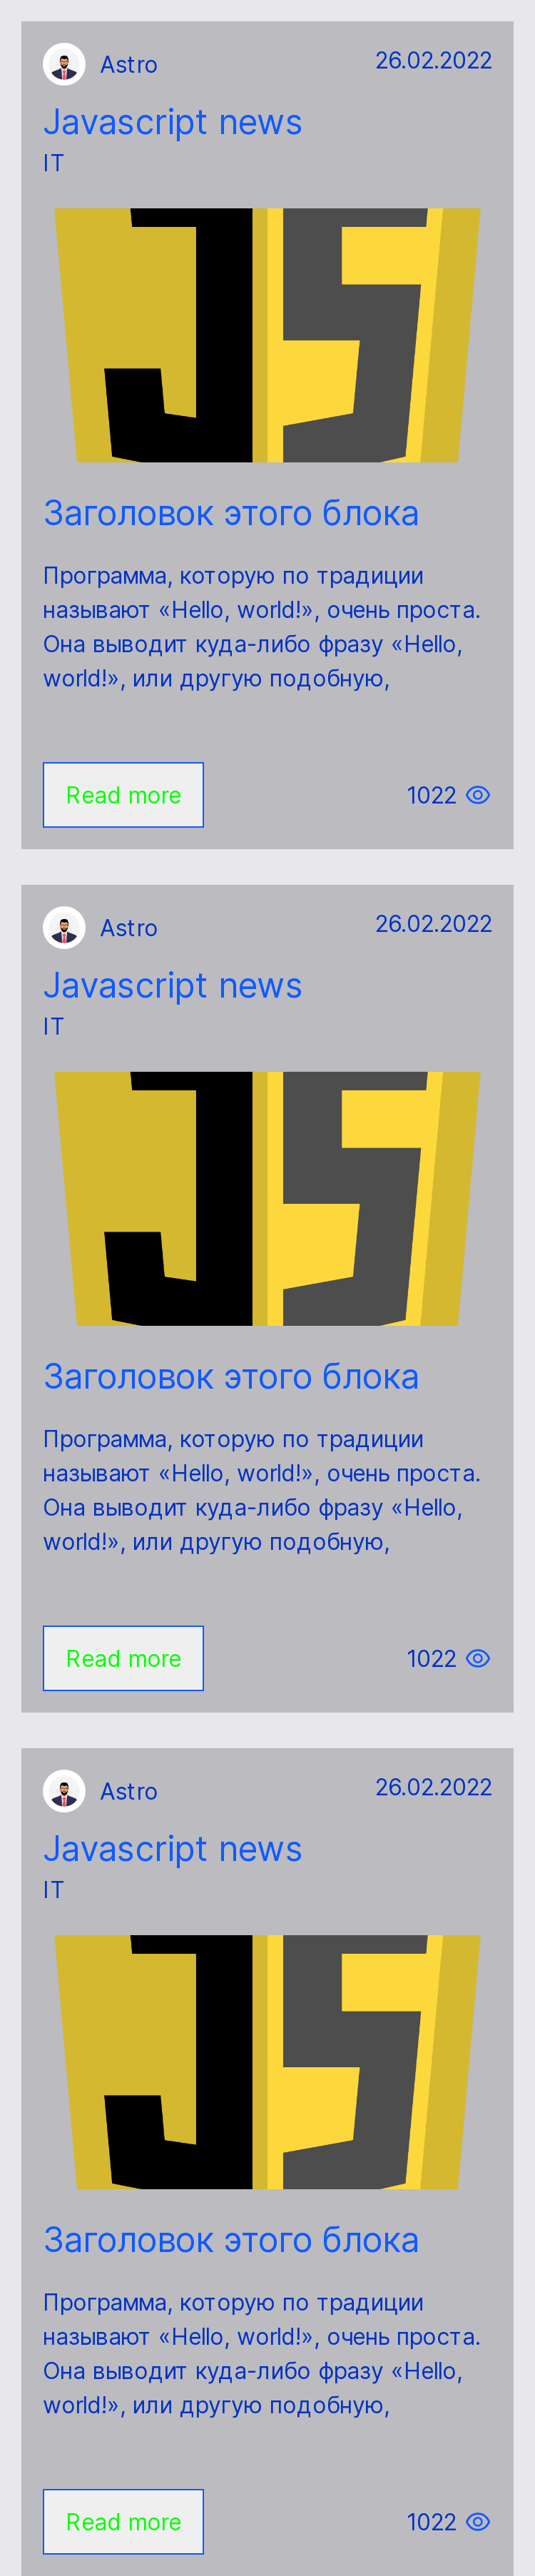 Astro
26.02.2022
Javascript news
IT
JS
Заголовок этого блока
Программа, которую по традиции
называют «Hello, world!», очень проста.
Она выводит куда-либо фразу «Hello,
world!», или другую подобную,
Read more
1022
Astro
26.02.2022
Javascript news
IT
JS
Заголовок этого блока
Программа, которую по традиции
называют «Hello, world!», очень проста.
Она выводит куда-либо фразу «Hello,
world!», или другую подобную,
Read more
1022
Astro
26.02.2022
Javascript news
IT
JS
Заголовок этого блока
Программа, которую по традиции
называют «Hello, world!», очень проста.
Она выводит куда-либо фразу «Hello,
world!», или другую подобную,
Read more
1022